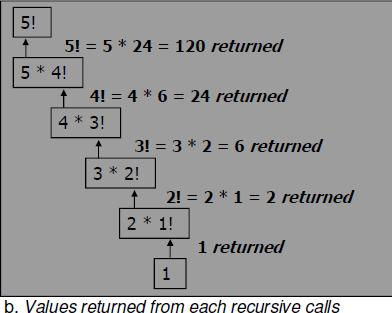 5!
5! = 5 * 24 = 120 returned
5 * 4!
4! = 4 * 6 = 24 returned
4 * 3!
3! = 3 * 2 = 6 returned
3 * 2!
2! = 2 * 1 = 2 returned
2 * 1!
1 returned
1
b. Values returned from each recursive calls